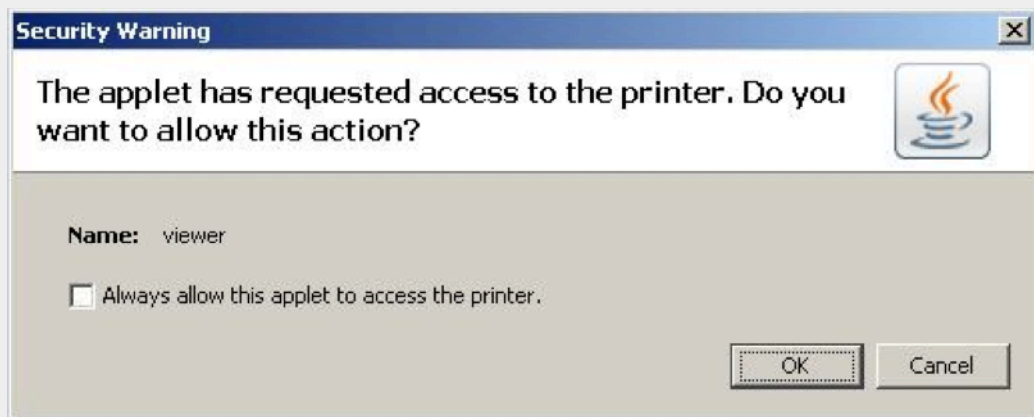 Security Warning
The applet has requested access to the printer. Do you
want to allow this action?
Name: viewer
Always allow this applet to access the printer.
OK Cancel